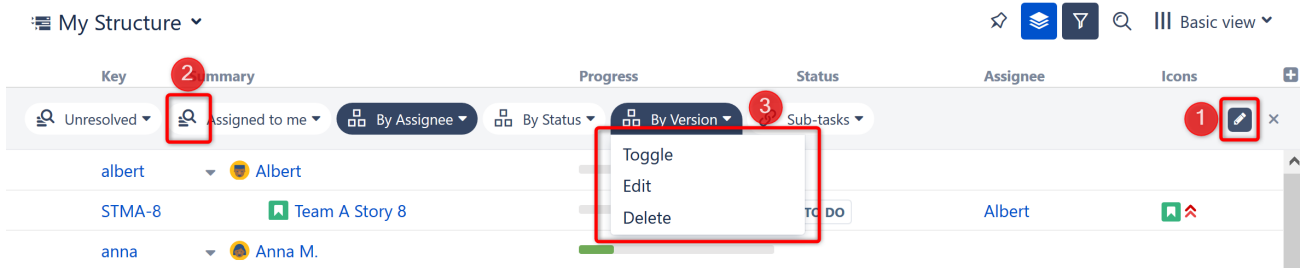 My Structure
Basic view
Key Summary Progress Status Assignee Icons
2
Unresolved Assigned to me By Assignee By Status By Version Sub-tasks
3
1
Toggle
Edit
Delete
albert Albert
STMA-8 Team A Story 8 TO DO Albert
anna Anna M.